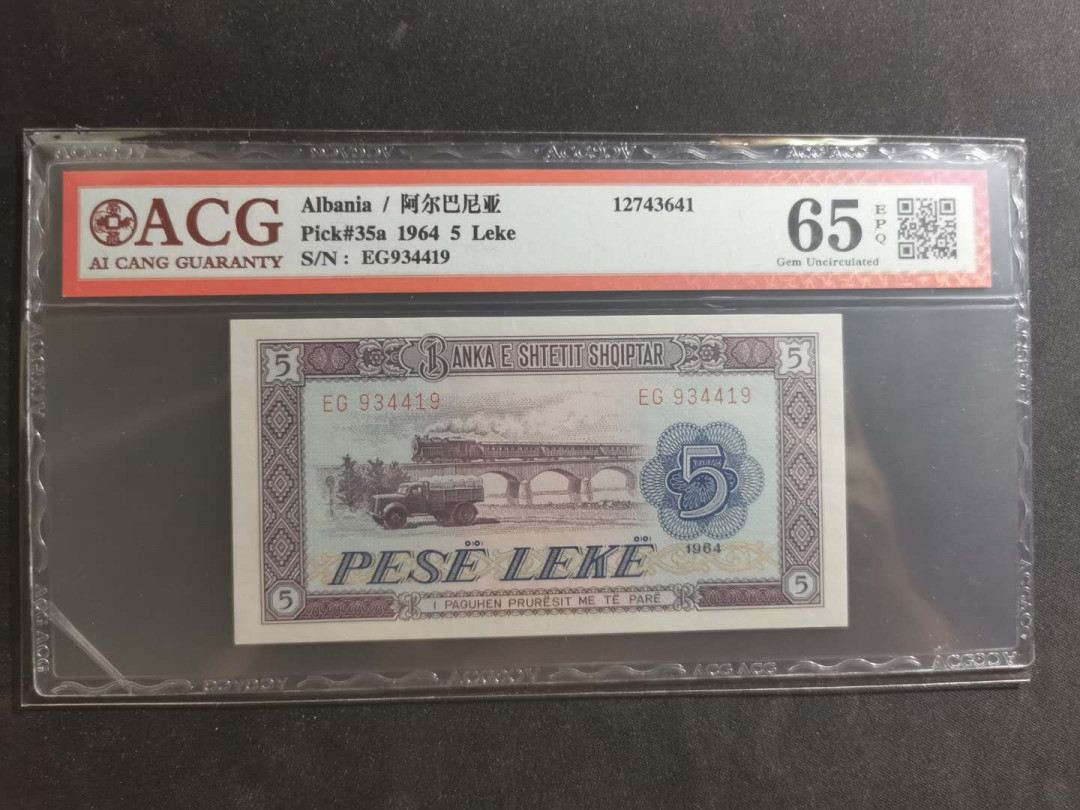 ACG
AI CANG GUARANTY
Albania / 阿尔巴尼亚
Pick#35a 1964 5 Leke
S/N : EG934419
12743641
65
EPQ
Gem Uncirculated
5
BANKA E SHTETIT SHQIPTAR
5
EG 934419
EG 934419
5
1964
PESË LEKË
5
I PAGUHEN PRURËSIT ME TË PARË
5
ACG ACG